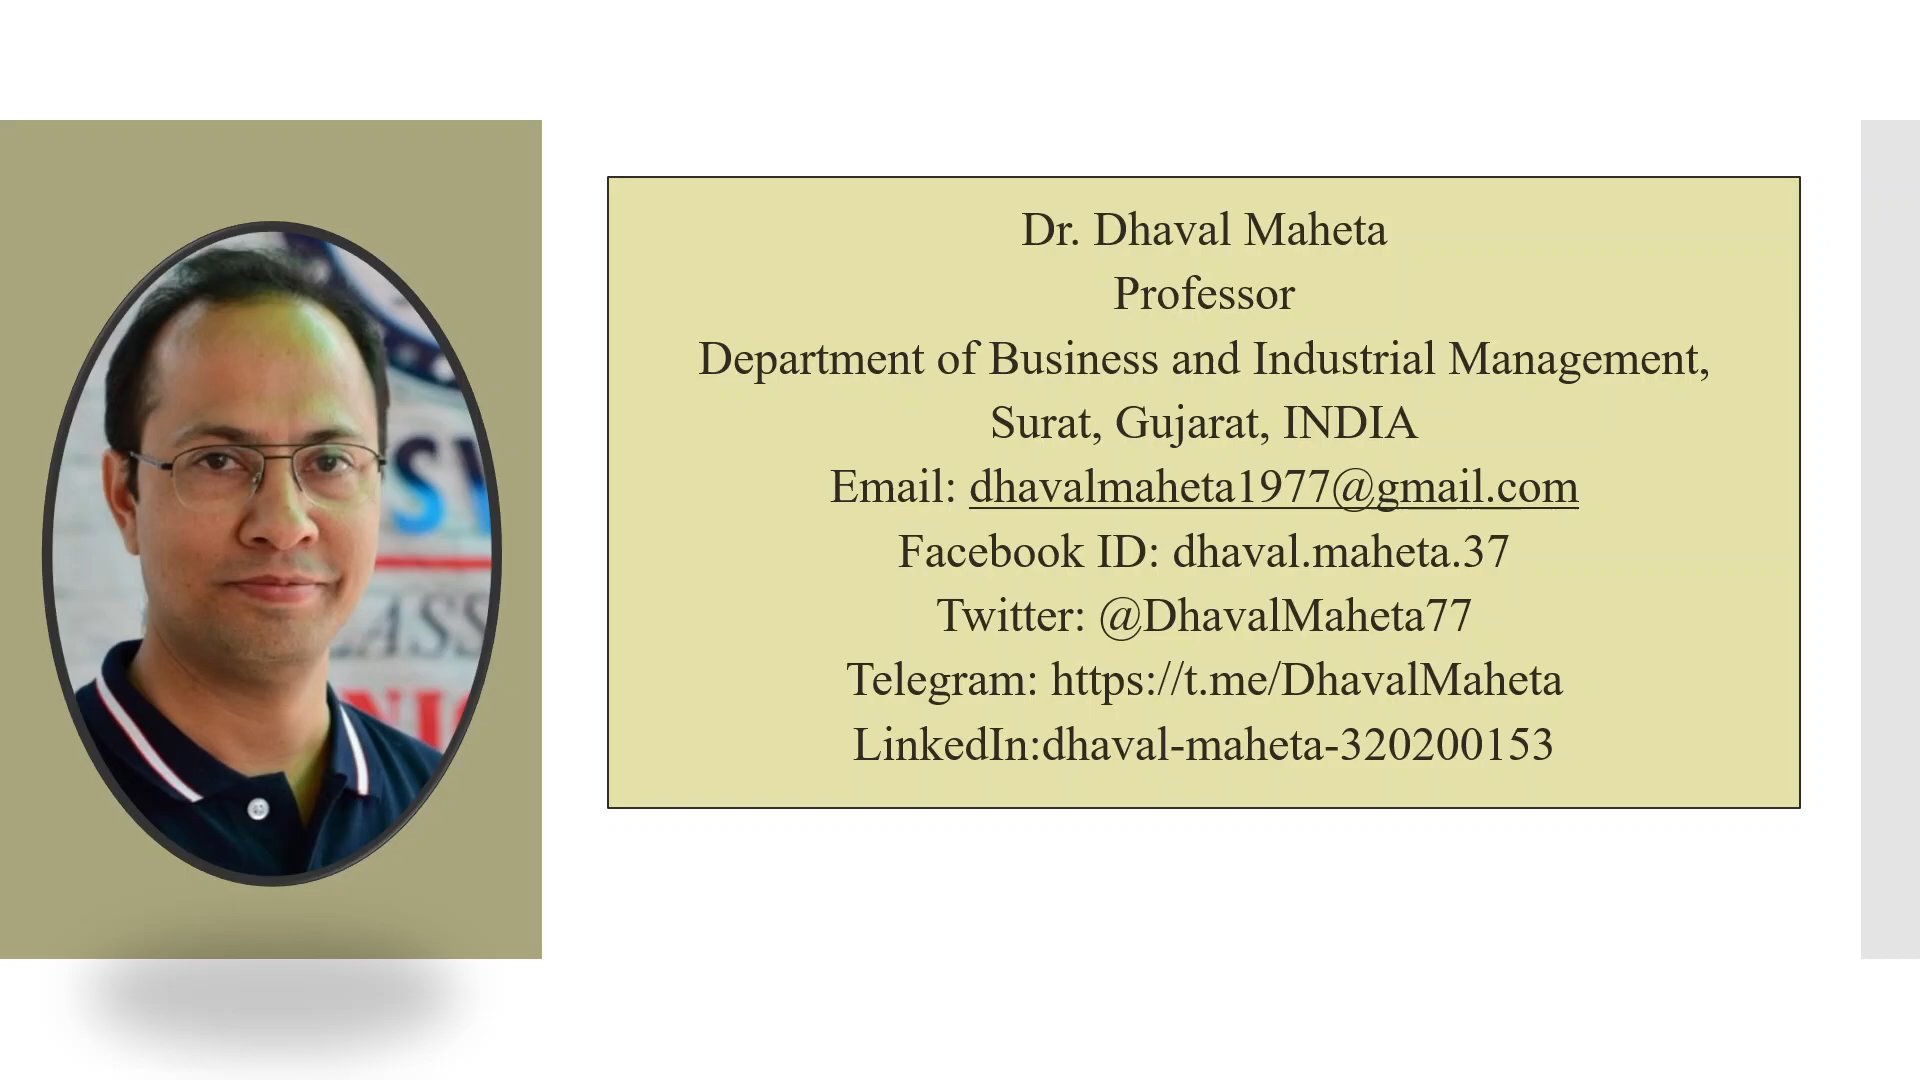 Dr. Dhaval Maheta
Professor
Department of Business and Industrial Management,
Surat, Gujarat, INDIA
Email: dhavalmaheta1977@gmail.com
Facebook ID: dhaval.maheta.37
Twitter: @DhavalMaheta77
Telegram: https://t.me/DhavalMaheta
LinkedIn:dhaval-maheta-320200153